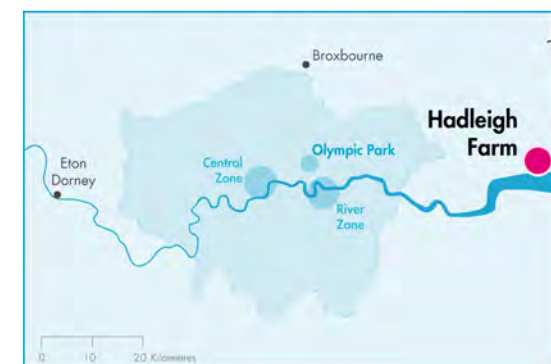 Broxbourne
Hadleigh
Farm
Olympic Park
Central
Zone
Eton
Dorney
River
Zone
0 10 20 Kilometres